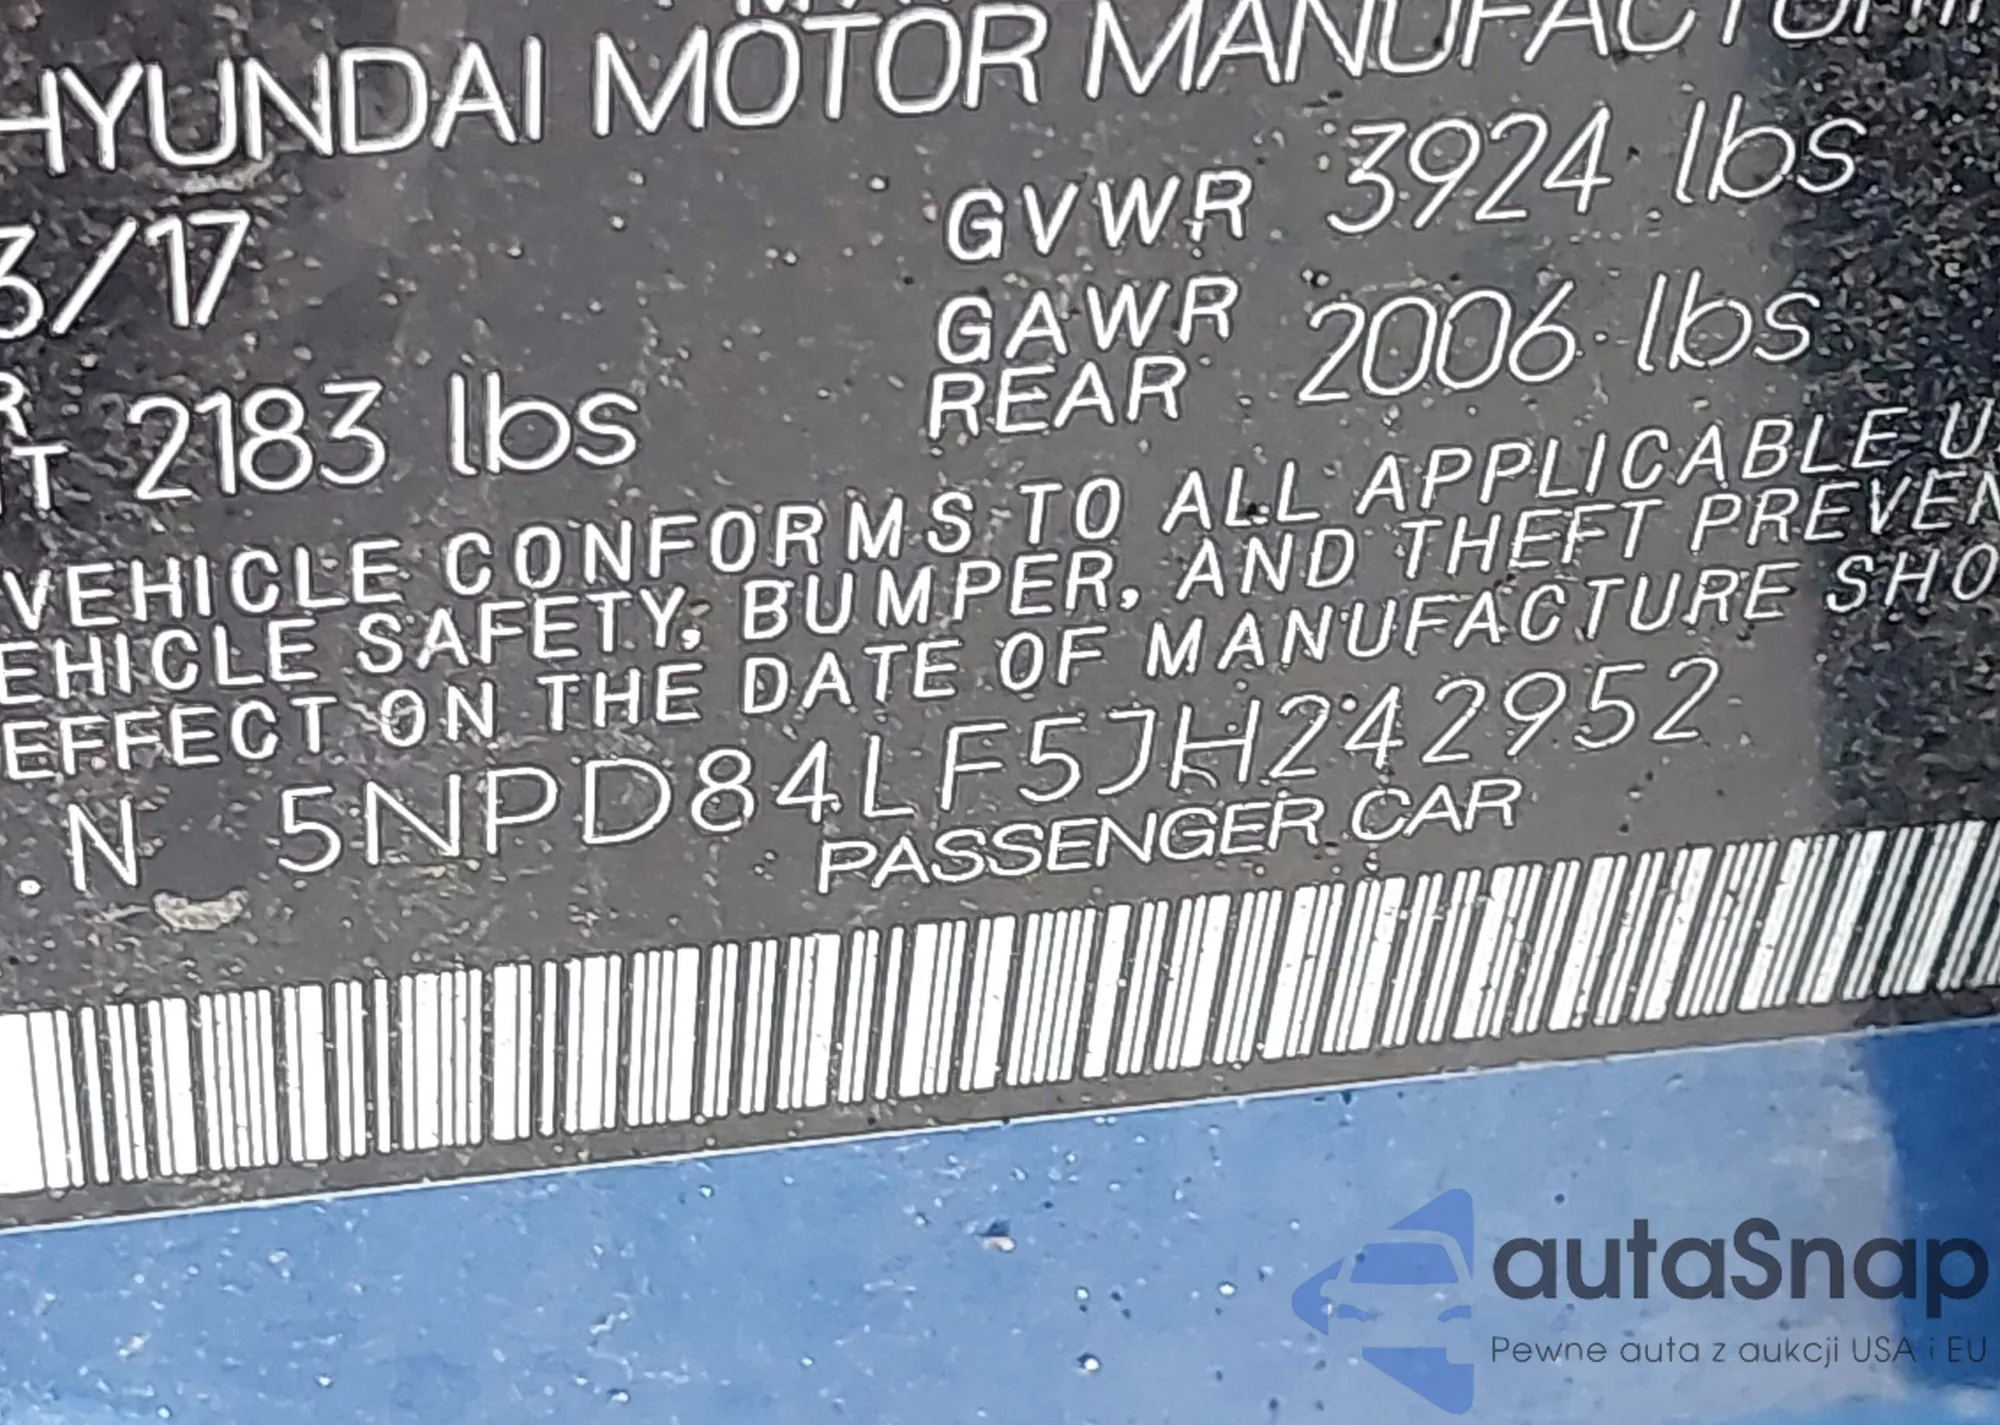 HYUNDAI MOTOR MANUFACTURI
3/17
GVWR 3924 lbs
T 2183 lbs
GAWR
REAR 2006 lbs
VEHICLE CONFORMS TO ALL APPLICABLE U
EHICLE SAFETY, BUMPER, AND THEFT PREVEN
EFFECT ON THE DATE OF MANUFACTURE SHO
.N 5NPD84LF5JH242952
PASSENGER CAR
autaSnap
Pewne auta z aukcji USA i EU